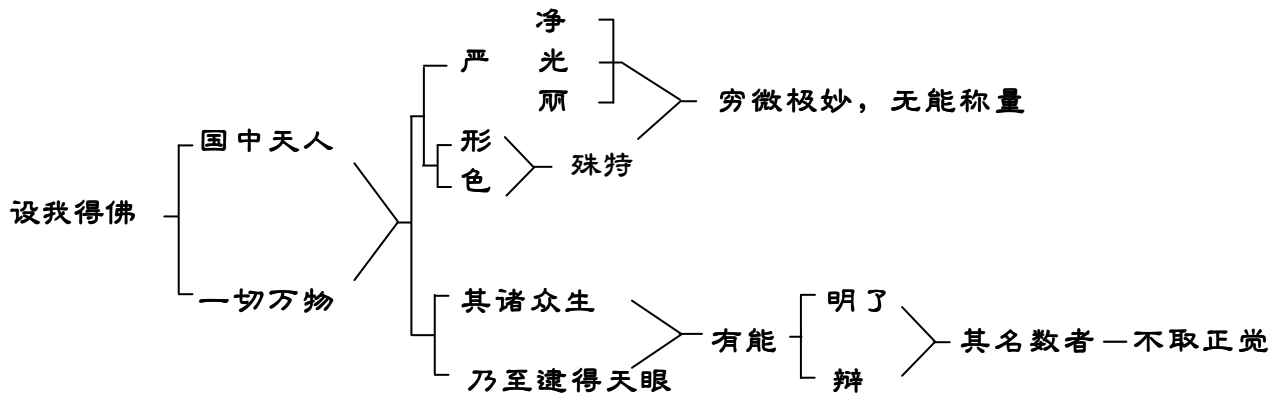 设我得佛
国中天人
一切万物
严
净
光
丽
形
色
殊特
穷微极妙，无能称量
其诸众生
乃至逮得天眼
有能
明了
辩
其名数者－不取正觉